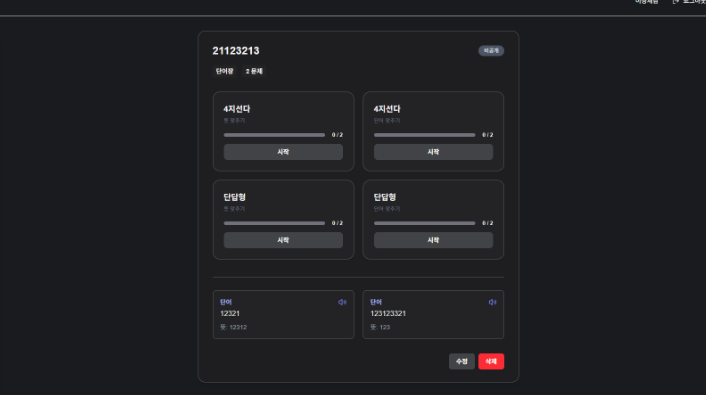 로그아웃
21123213
비공개
단어장 2 문제
4지선다
뜻 맞추기
0 / 2
시작
4지선다
단어 맞추기
0 / 2
시작
단답형
뜻 맞추기
0 / 2
시작
단답형
단어 맞추기
0 / 2
시작
단어
12321
뜻: 12312
단어
123123321
뜻: 123
수정 삭제